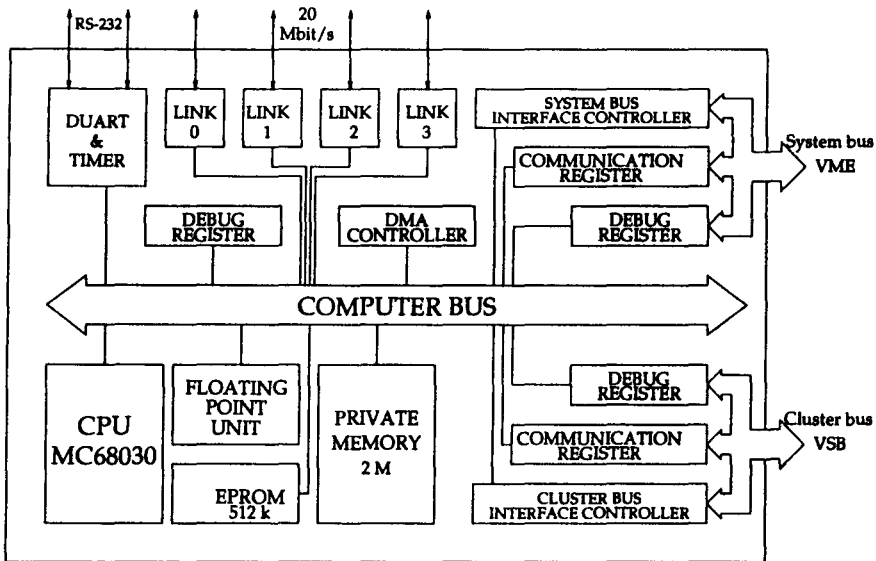 RS-232
20
Mbit/s
DUART
&
TIMER
LINK
0
LINK
1
LINK
2
LINK
3
SYSTEM BUS
INTERFACE CONTROLLER
COMMUNICATION
REGISTER
DEBUG
REGISTER
System bus
VME
DEBUG
REGISTER
DMA
CONTROLLER
COMPUTER BUS
CPU
MC68030
FLOATING
POINT
UNIT
EPROM
512 k
PRIVATE
MEMORY
2 M
DEBUG
REGISTER
COMMUNICATION
REGISTER
CLUSTER BUS
INTERFACE CONTROLLER
Cluster bus
VSB